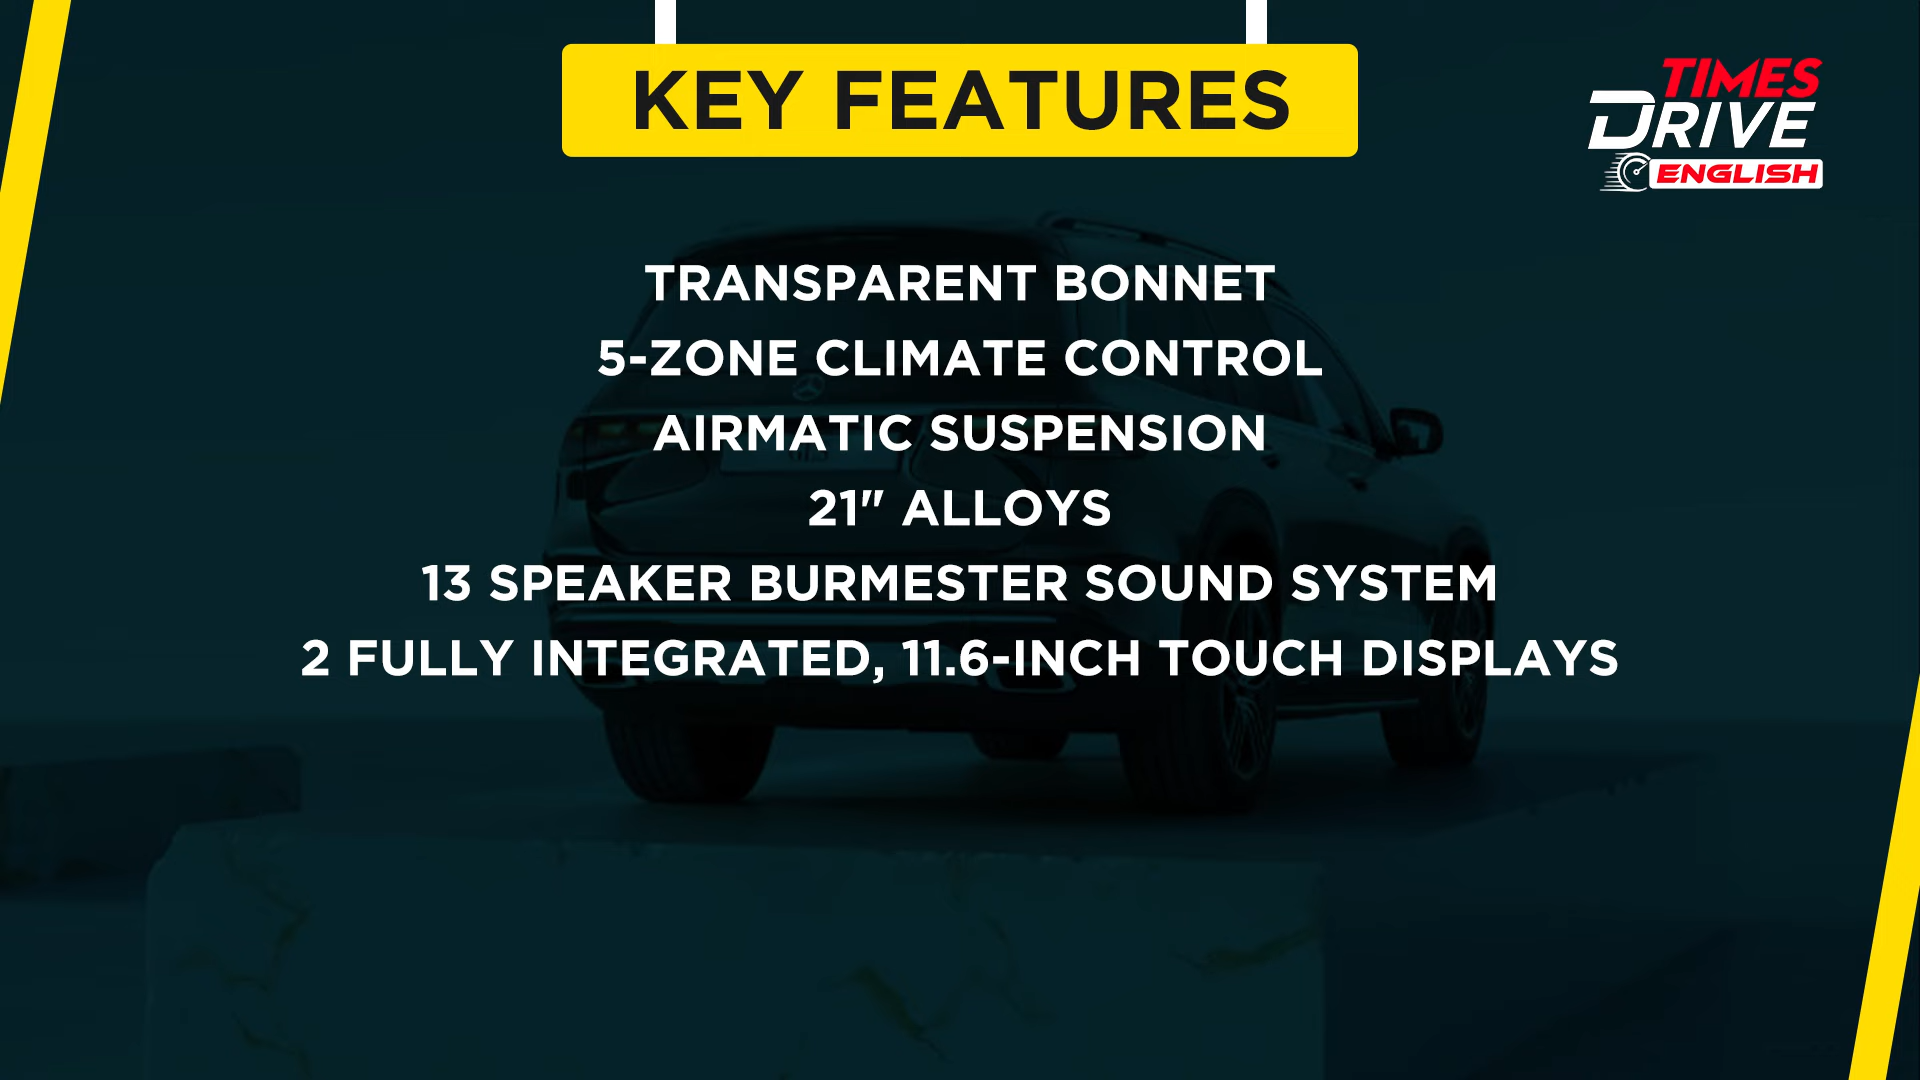 KEY FEATURES
TIMES
DRIVE
ENGLISH
TRANSPARENT BONNET
5-ZONE CLIMATE CONTROL
AIRMATIC SUSPENSION
21" ALLOYS
13 SPEAKER BURMESTER SOUND SYSTEM
2 FULLY INTEGRATED, 11.6-INCH TOUCH DISPLAYS